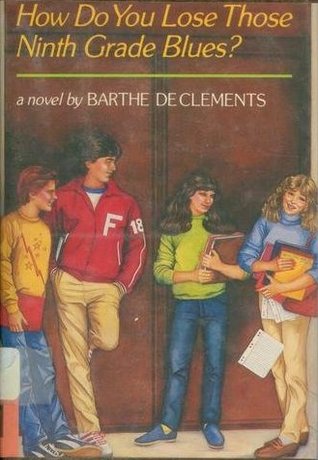 How Do You Lose Those
Ninth Grade Blues?
a novel by BARTHE DECLEMENTS
F
18